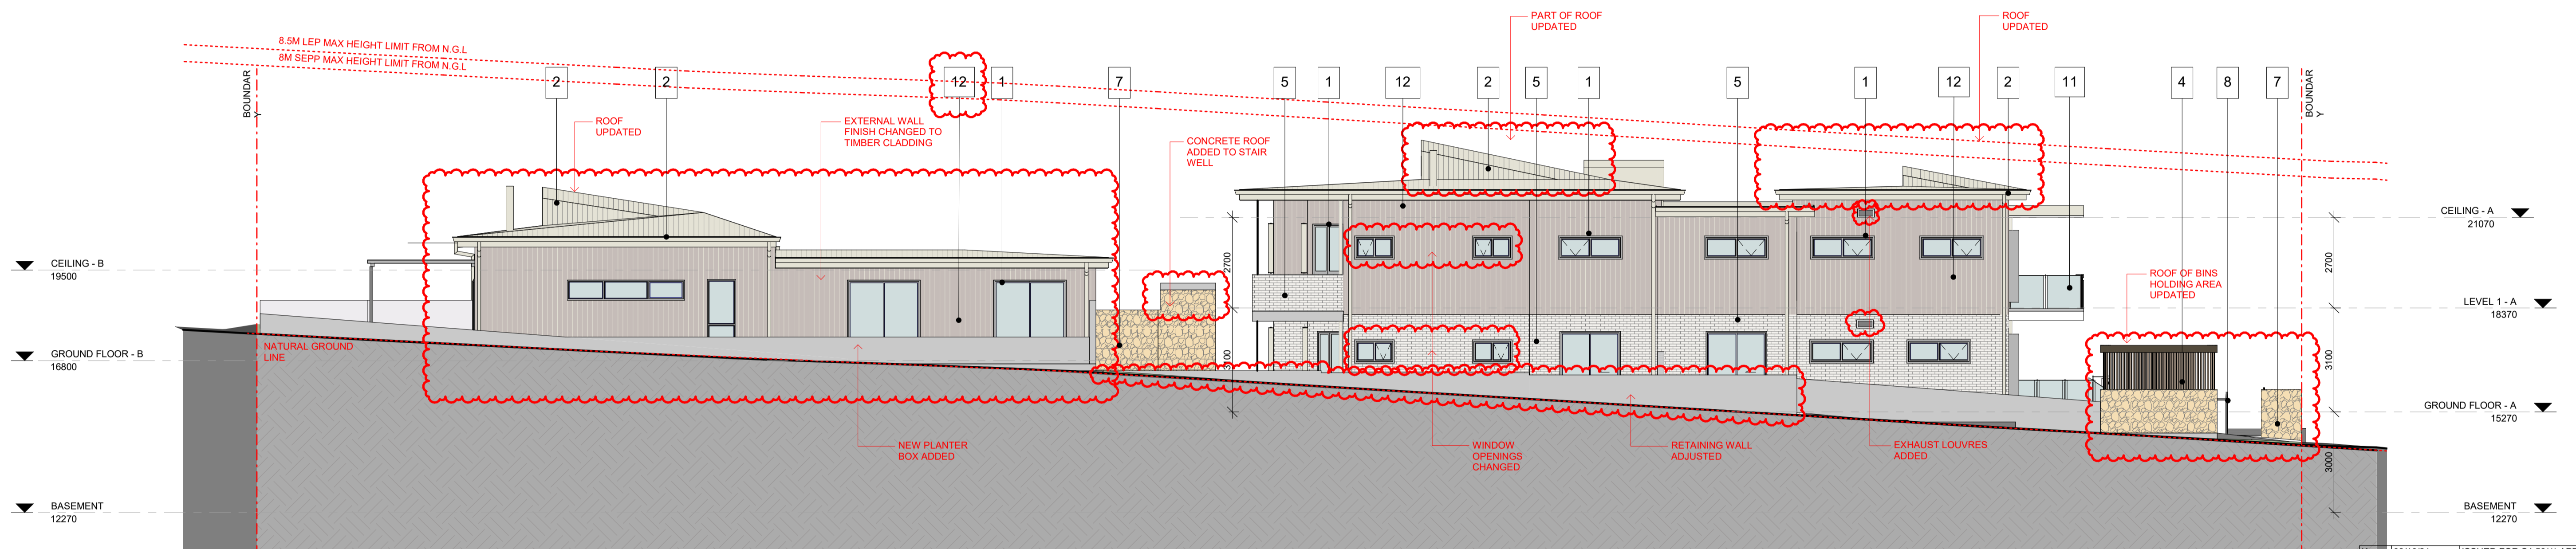 PART OF ROOF
UPDATED
ROOF
UPDATED
8.5M LEP MAX HEIGHT LIMIT FROM N.G.L
8M SEPP MAX HEIGHT LIMIT FROM N.G.L
BOUNDAR
Y
2
2
12
1
7
5
1
12
2
5
1
5
1
12
2
11
4
8
7
BOUNDAR
Y
ROOF
UPDATED
EXTERNAL WALL
FINISH CHANGED TO
TIMBER CLADDING
CONCRETE ROOF
ADDED TO STAIR
WELL
CEILING - A
21070
CEILING - B
19500
2700
2700
ROOF OF BINS
HOLDING AREA
UPDATED
LEVEL 1 - A
18370
NATURAL GROUND
LINE
GROUND FLOOR - B
16800
3100
3100
GROUND FLOOR - A
15270
NEW PLANTER
BOX ADDED
WINDOW
OPENINGS
CHANGED
RETAINING WALL
ADJUSTED
EXHAUST LOUVRES
ADDED
3000
BASEMENT
12270
BASEMENT
12270